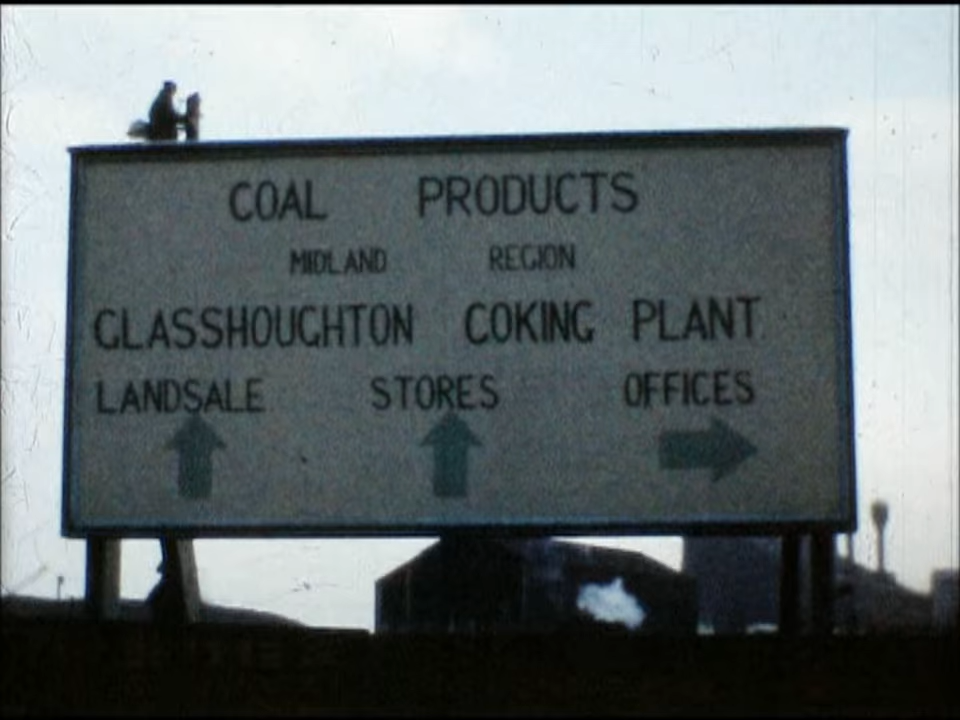 COAL PRODUCTS
MIDLAND REGION
GLASSHOUGHTON COKING PLANT
LANDSALE STORES OFFICES